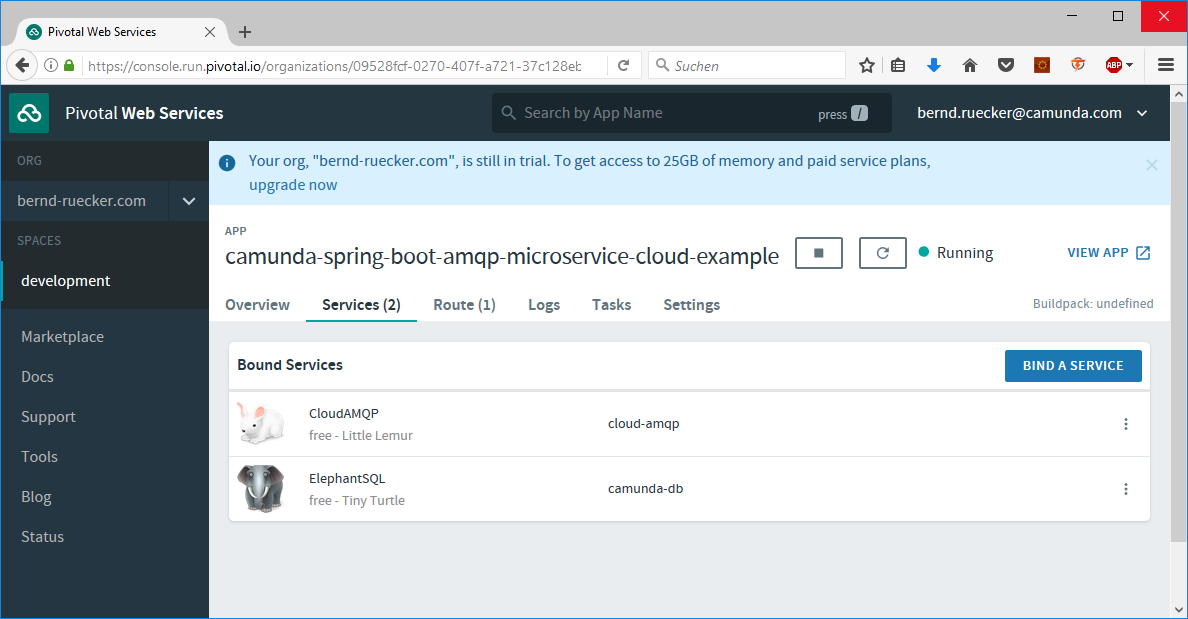 Pivotal Web Services
https://console.run.pivotal.io/organizations/09528fcf-0270-407f-a721-37c128eb
Suchen
ABP
Pivotal Web Services
Search by App Name
press /
bernd.ruecker@camunda.com
ORG
bernd-ruecker.com
SPACES
development
Marketplace
Docs
Support
Tools
Blog
Status
Your org, "bernd-ruecker.com", is still in trial. To get access to 25GB of memory and paid service plans,
upgrade now
APP
camunda-spring-boot-amqp-microservice-cloud-example
Running
VIEW APP
Overview
Services (2)
Route (1)
Logs
Tasks
Settings
Buildpack: undefined
Bound Services
BIND A SERVICE
CloudAMQP
free - Little Lemur
cloud-amqp
ElephantSQL
free - Tiny Turtle
camunda-db